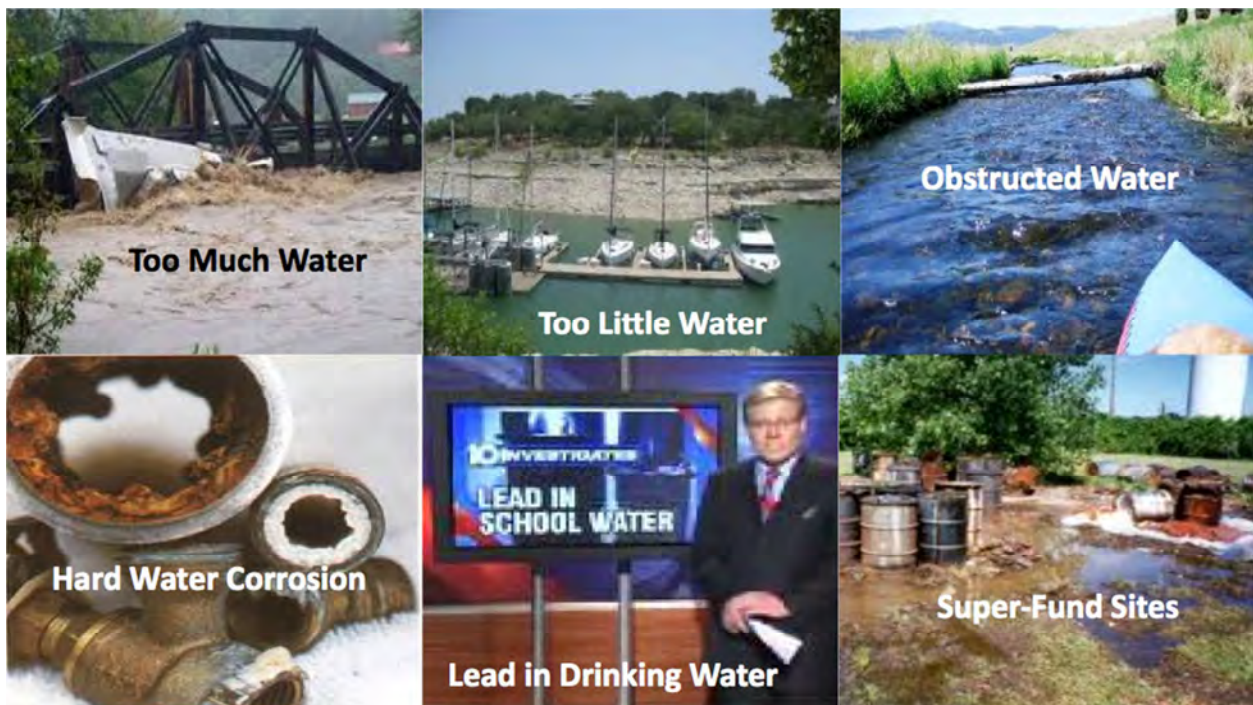 Too Much Water
Too Little Water
Obstructed Water
Hard Water Corrosion
10 INVESTIGATES
LEAD IN
SCHOOL WATER
Lead in Drinking Water
Super-Fund Sites